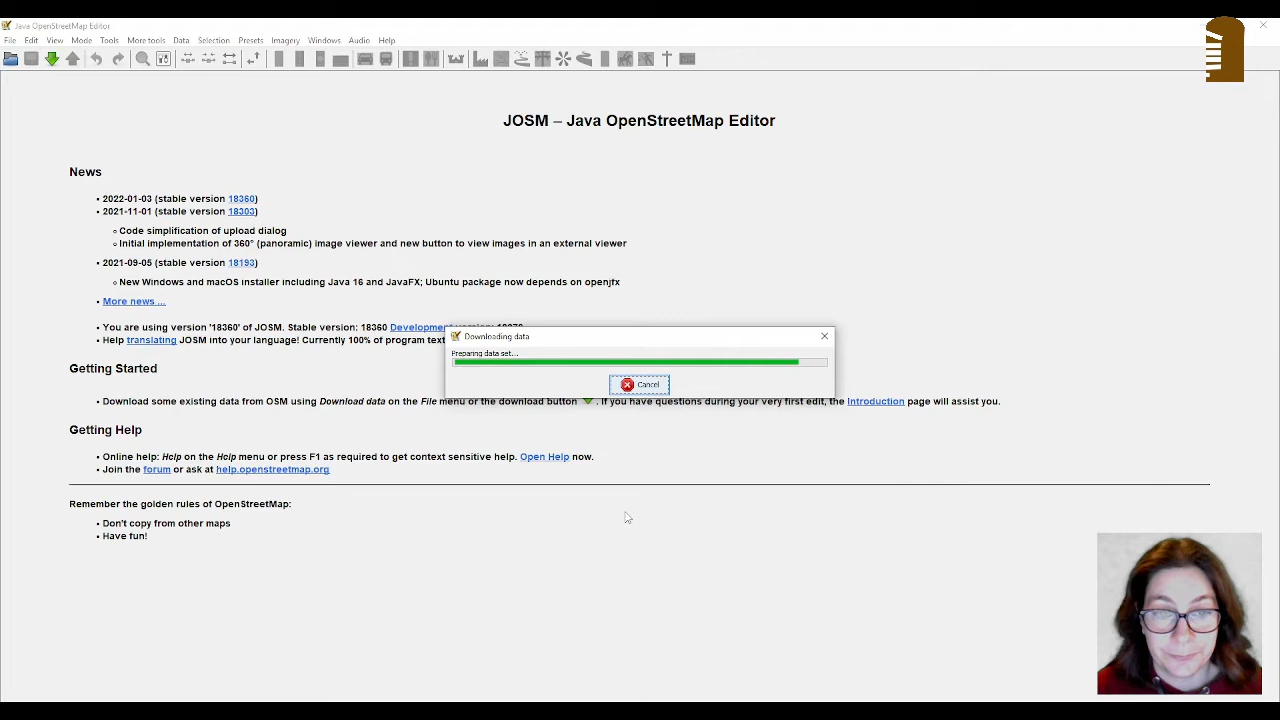 Java OpenStreetMap Editor
File Edit View Mode Tools More tools Data Selection Presets Imagery Windows Audio Help
JOSM – Java OpenStreetMap Editor
News
• 2022-01-03 (stable version 18360)
• 2021-11-01 (stable version 18303)
Code simplification of upload dialog
Initial implementation of 360° (panoramic) image viewer and new button to view images in an external viewer
• 2021-09-05 (stable version 18193)
New Windows and macOS installer including Java 16 and JavaFX; Ubuntu package now depends on openjfx
• More news ...
• You are using version '18360' of JOSM. Stable version: 18360
• Help translating JOSM into your language! Currently 100% of program
Downloading data
Preparing data set...
Cancel
Getting Started
• Download some existing data from OSM using Download data on the File menu or the download button . If you have questions during your very first edit, the Introduction page will assist you.
Getting Help
• Online help: Help on the Help menu or press F1 as required to get context sensitive help. Open Help now.
• Join the forum or ask at help.openstreetmap.org
Remember the golden rules of OpenStreetMap:
• Don't copy from other maps
• Have fun!